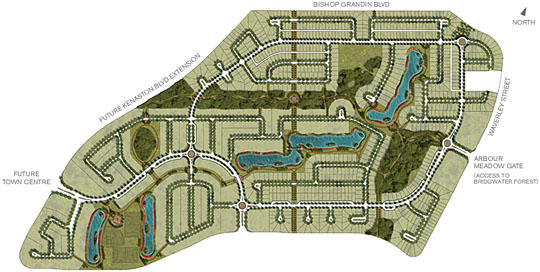 BISHOP GRANDIN BLVD
NORTH
FUTURE KENASTON BLVD EXTENSION
WAVERLEY STREET
ARBOUR
MEADOW GATE
(ACCESS TO
BRIDGWATER FOREST)
FUTURE
TOWN CENTRE